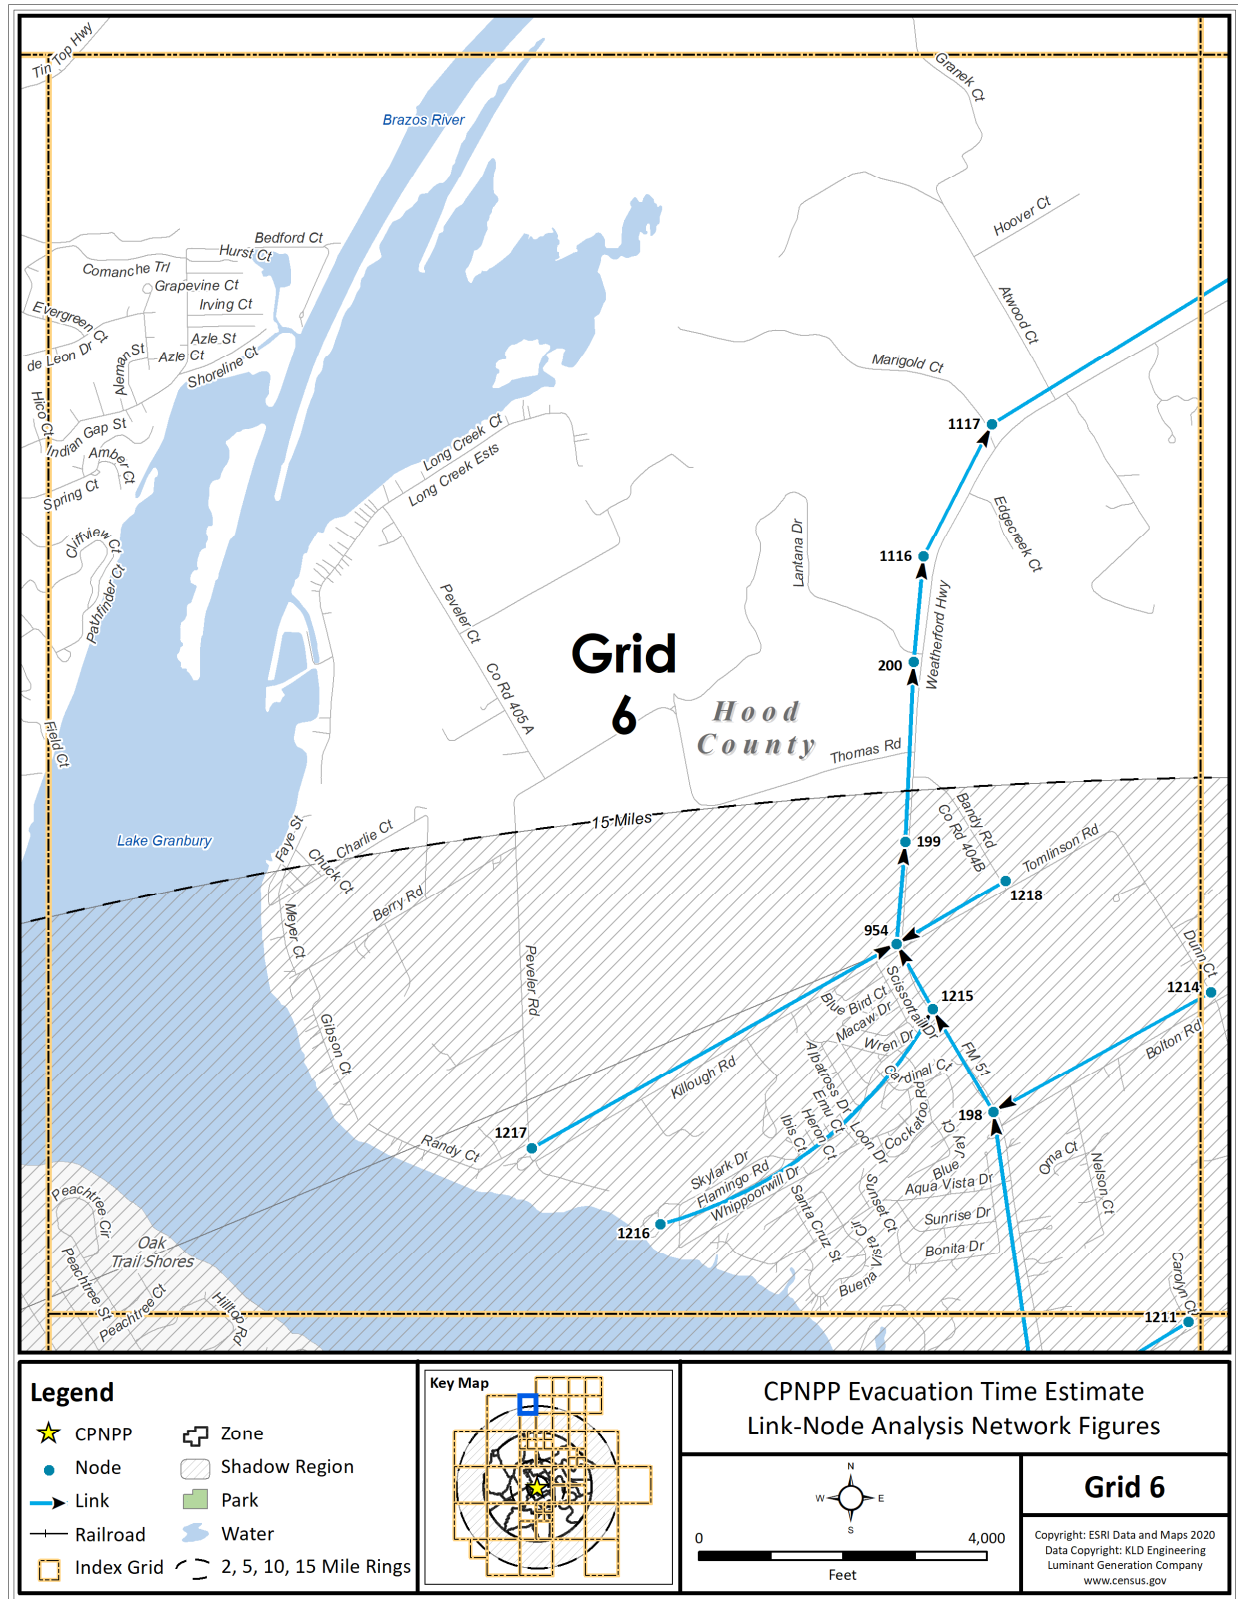 Tin Top Hwy
Granek Ct
Brazos River
Hoover Ct
Bedford Ct
Hurst Ct
Comanche Trl
Grapevine Ct
Irving Ct
Atwood Ct
Evergreen Ct
Azle St
de Leon Dr
Aleman St
Azle Ct
Shoreline Ct
Marigold Ct
Hico Ct
1117
Indian Gap St
Long Creek Ct
Amber Ct
Long Creek Ests
Spring Ct
Edgecreek Ct
Cliffview Ct
Lantana Dr
1116
Pathfinder Ct
Peveler Ct
Weatherford Hwy
Grid
6
200
Co Rd 405 A
Hood
County
Field Ct
Thomas Rd
15 Miles
Bandy Rd
Co Rd 404B
Lake Granbury
Faye St
Charlie Ct
199
Tomlinson Rd
Chuck Ct
1218
Berry Rd
Meyer Ct
954
Dunn Ct
Peveler Rd
Scissortail Dr
1214
Blue Bird Ct
1215
Macaw Dr
Gibson Ct
Wren Dr
FM 51
Bolton Rd
Killough Rd
Albatross Dr
Cardinal Ct
Emu Ct
Cockatoo Rd
198
1217
Heron Ct
Ibis Ct
Loon Dr
Blue Jay Ct
Randy Ct
Oma Ct
Nelson Ct
Skylark Dr
Flamingo Rd
Whippoorwill Dr
Aqua Vista Dr
Peachtree Cir
Santa Cruz St
Sunset Ct
Sunrise Dr
1216
Oak
Trail Shores
Buena Vista Cir
Bonita Dr
Peachtree St
Peachtree Ct
Hilltop Rd
Carolyn Ct
1211
Legend
CPNPP
Zone
Node
Shadow Region
Link
Park
Railroad
Water
Index Grid
2, 5, 10, 15 Mile Rings
Key Map
CPNPP Evacuation Time Estimate
Link-Node Analysis Network Figures
N
W E
S
0 4,000
Feet
Grid 6
Copyright: ESRI Data and Maps 2020
Data Copyright: KLD Engineering
Luminant Generation Company
www.census.gov